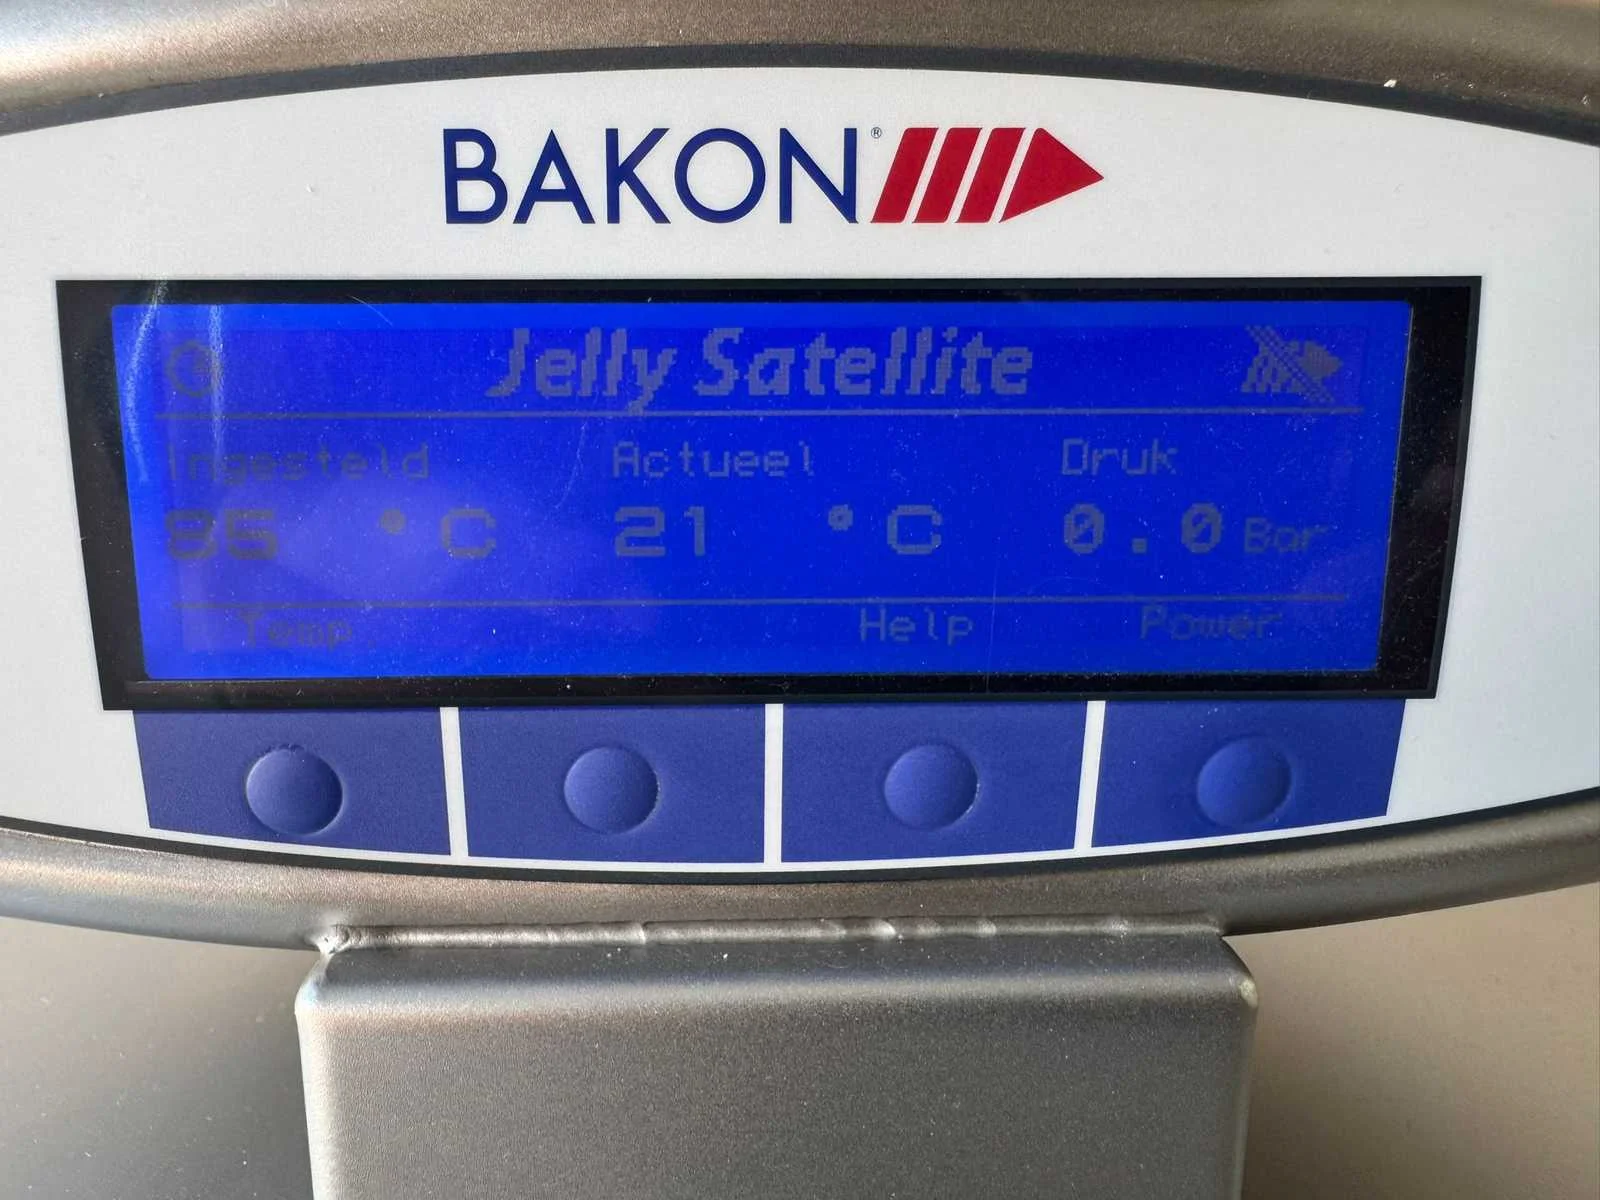 BAKON®
Jelly Satellite
Ingesteld Actueel Druk
85 °C 21 °C 0.0 Bar
Temp Help Power